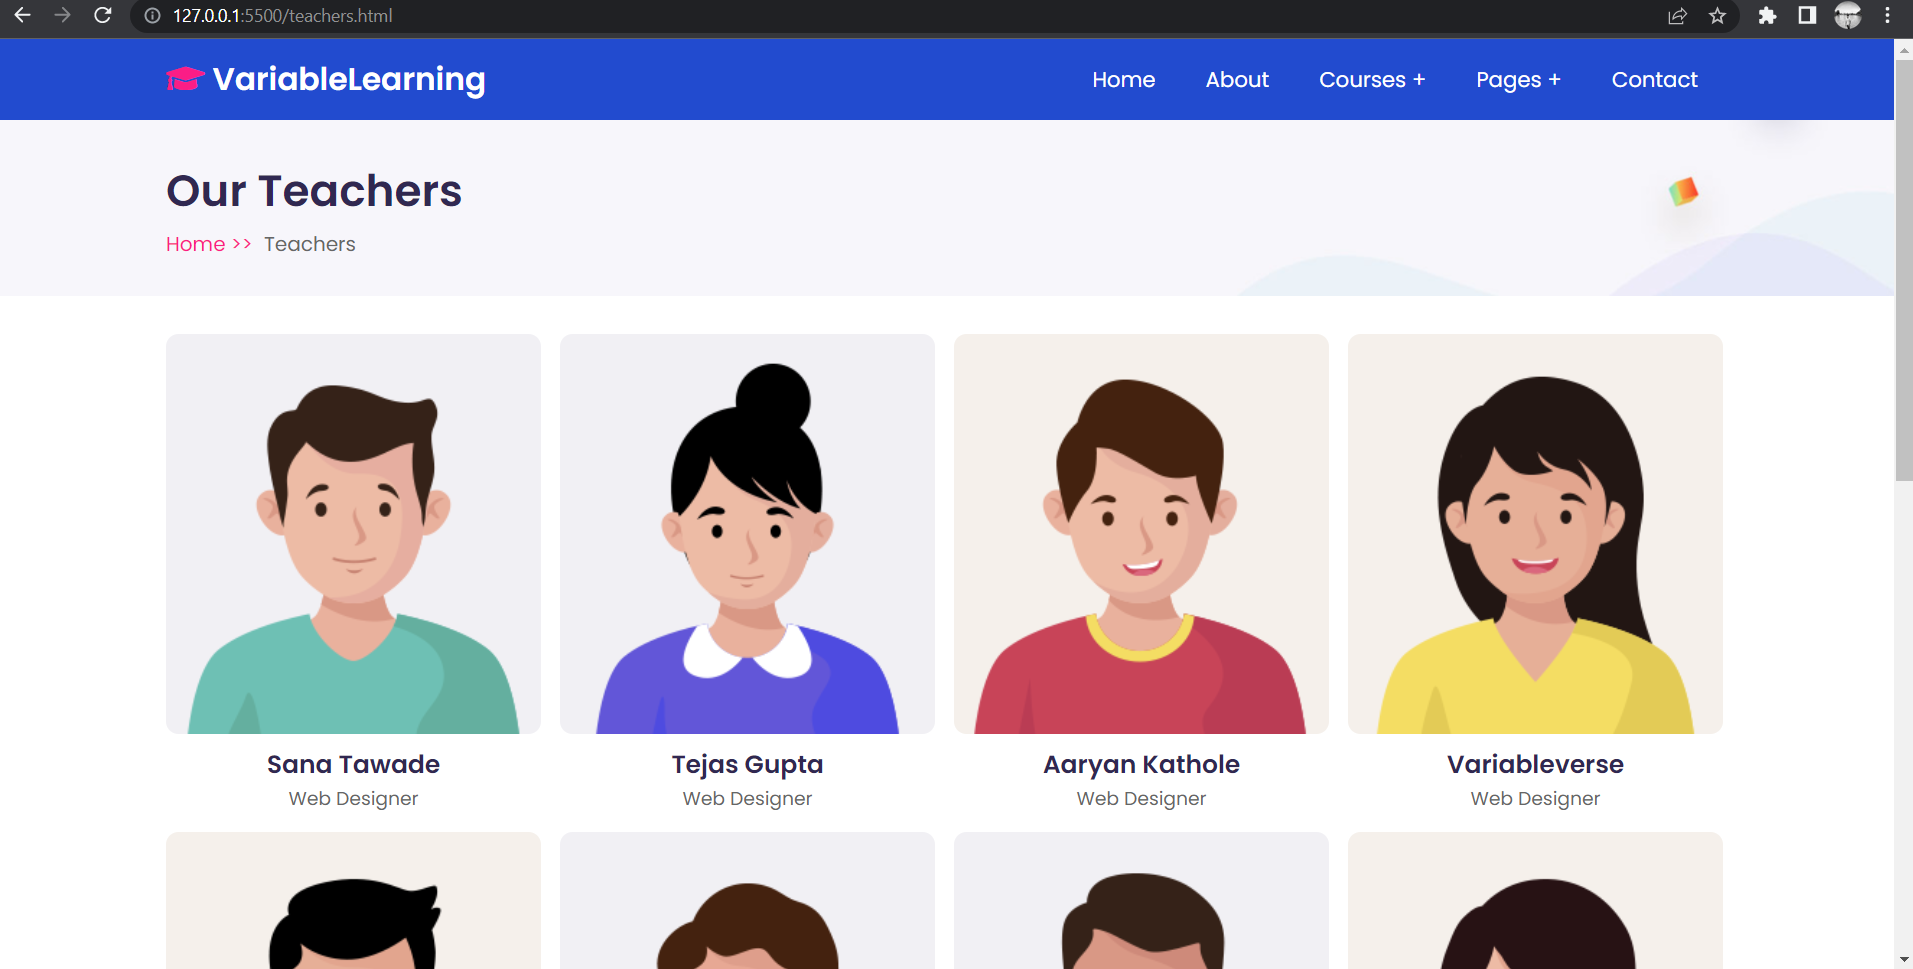 127.0.0.1:5500/teachers.html
VariableLearning Home About Courses + Pages + Contact
Our Teachers
Home >> Teachers
Sana Tawade Tejas Gupta Aaryan Kathole Variableverse
Web Designer Web Designer Web Designer Web Designer